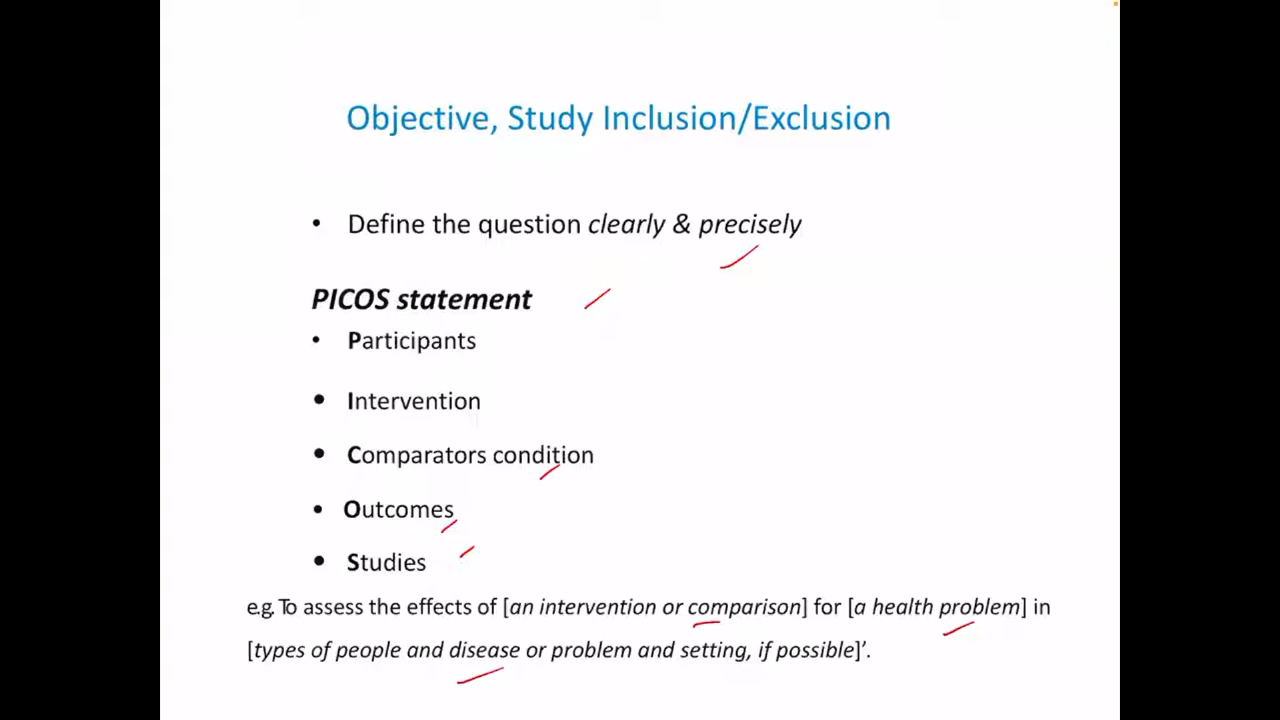 Objective, Study Inclusion/Exclusion
• Define the question clearly & precisely
PICOS statement
• Participants
• Intervention
• Comparators condition
• Outcomes
• Studies
e.g. To assess the effects of [an intervention or comparison] for [a health problem] in
[types of people and disease or problem and setting, if possible]’.